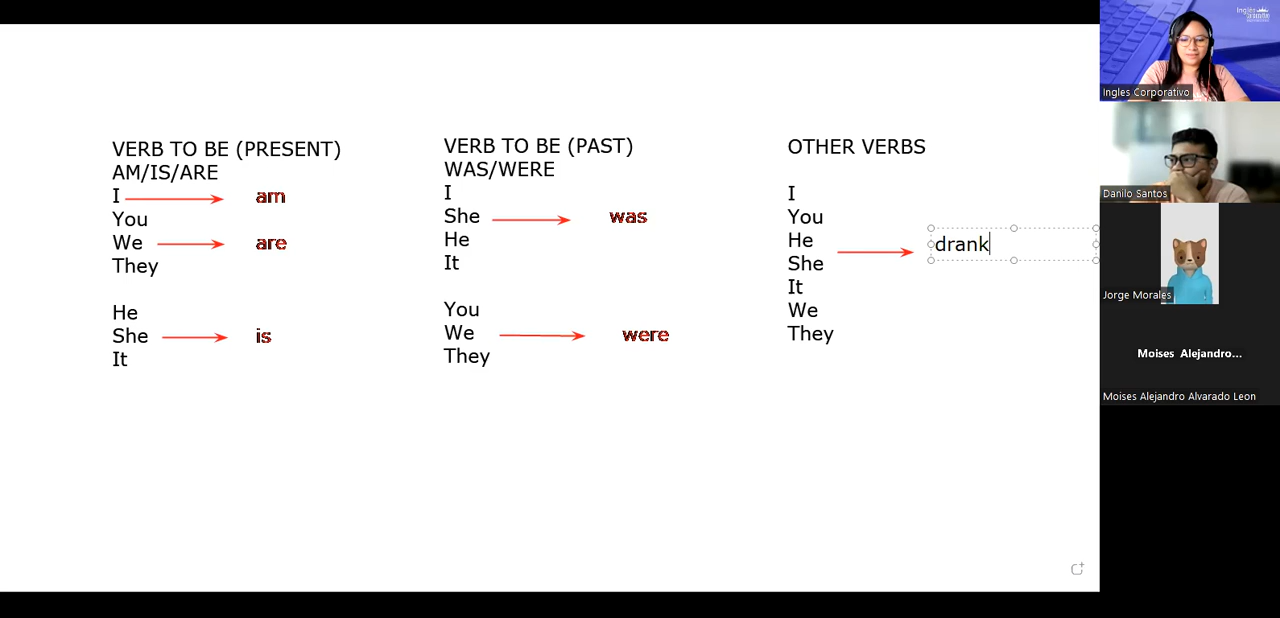 VERB TO BE (PRESENT)
AM/IS/ARE
I am
You
We are
They
He
She is
It
VERB TO BE (PAST)
WAS/WERE
I
She was
He
It
You
We were
They
OTHER VERBS
I
You
He drank
She
It
We
They
Ingles Corporativo
Danilo Santos
Jorge Morales
Moises Alejandro...
Moises Alejandro Alvarado Leon